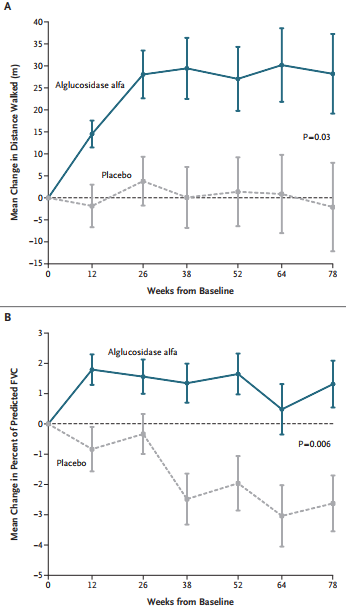 A
Mean Change in Distance Walked (m)
40
35
30
25
20
15
10
5
0
−5
−10
−15
Alglucosidase alfa
Placebo
P=0.03
0 12 26 38 52 64 78
Weeks from Baseline
B
Mean Change in Percent of Predicted FVC
3
2
1
0
−1
−2
−3
−4
−5
Alglucosidase alfa
Placebo
P=0.006
0 12 26 38 52 64 78
Weeks from Baseline